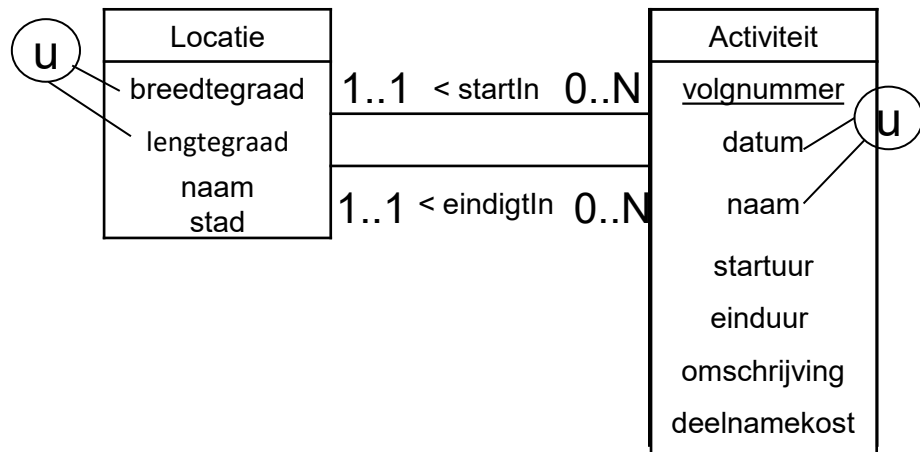 Locatie
u
breedtegraad
lengtegraad
naam
stad
1..1 < startIn 0..N
1..1 < eindigtIn 0..N
Activiteit
volgnummer
u
datum
naam
startuur
einduur
omschrijving
deelnamekost